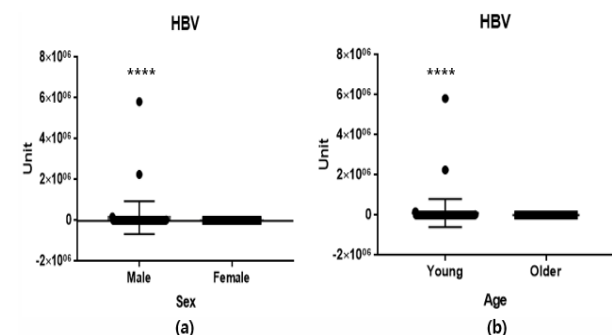 HBV
8×10⁰⁶
6×10⁰⁶
4×10⁰⁶
2×10⁰⁶
0
-2×10⁰⁶
Unit
****
Male Female
Sex
(a)
HBV
8×10⁰⁶
6×10⁰⁶
4×10⁰⁶
2×10⁰⁶
0
-2×10⁰⁶
Unit
****
Young Older
Age
(b)